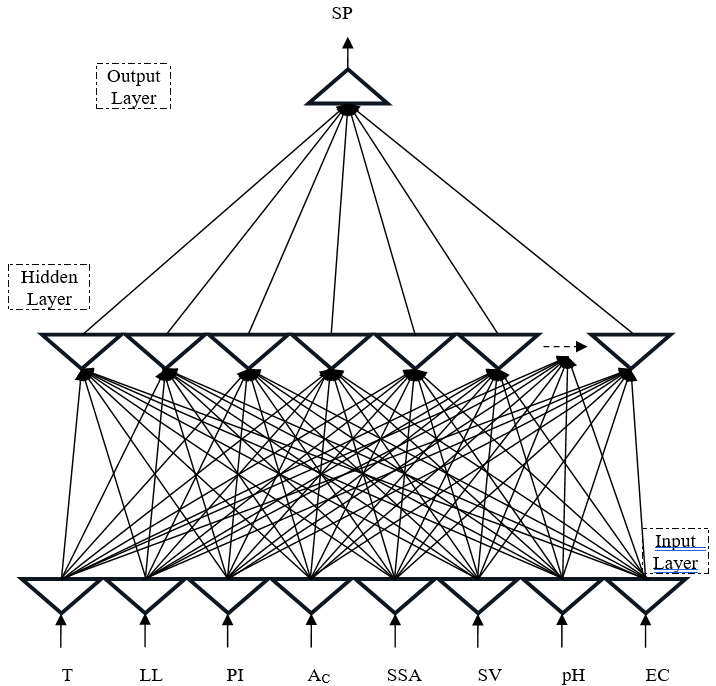 SP
Output
Layer
Hidden
Layer
Input
Layer
T LL PI AC SSA SV pH EC